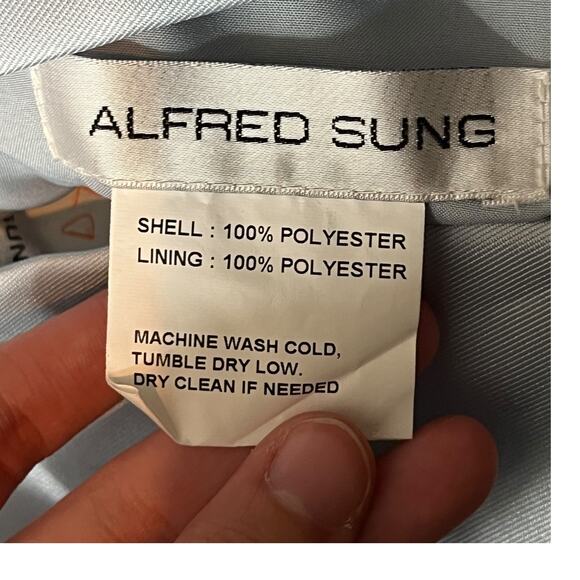 ALFRED SUNG
SHELL : 100% POLYESTER
LINING : 100% POLYESTER
MACHINE WASH COLD,
TUMBLE DRY LOW.
DRY CLEAN IF NEEDED